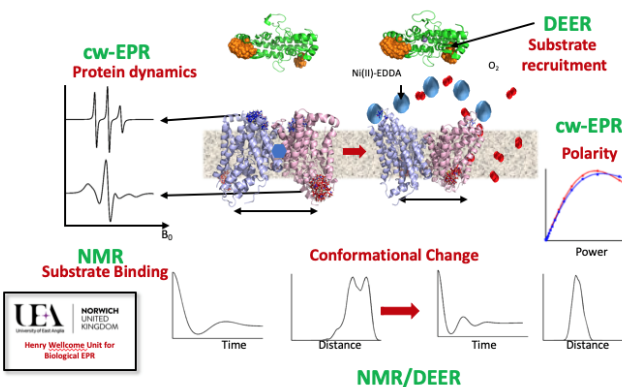 DEER
Substrate
recruitment
cw-EPR
Protein dynamics
Ni(II)-EDDA
O2
cw-EPR
Polarity
B0
Power
NMR
Substrate Binding
Conformational Change
UEA
University of East Anglia
NORWICH
UNITED
KINGDOM
Henry Wellcome Unit for
Biological EPR
Time
Distance
Time
Distance
NMR/DEER